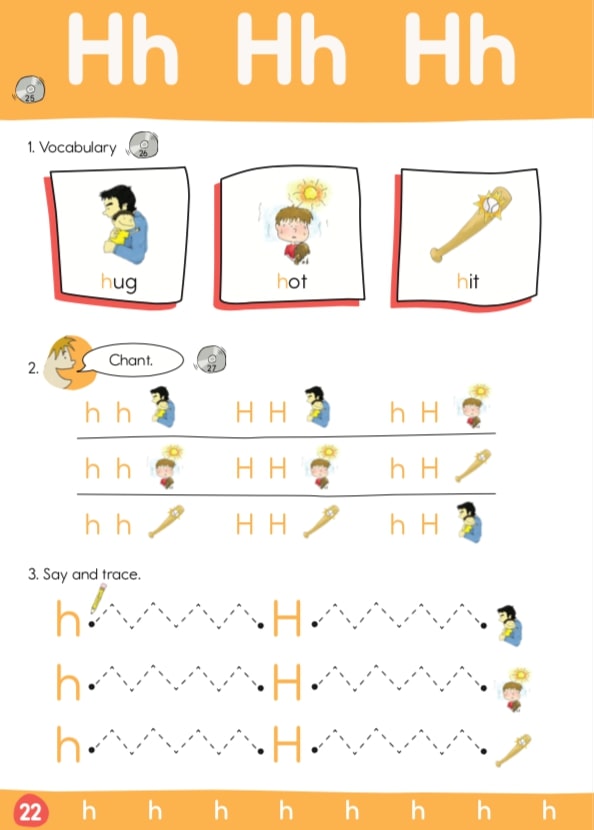 Hh Hh Hh
25
1. Vocabulary 26
hug hot hit
2. Chant. 27
h h H H h H
h h H H h H
h h H H h H
3. Say and trace.
h H
h H
h H
22 h h h h h h h h